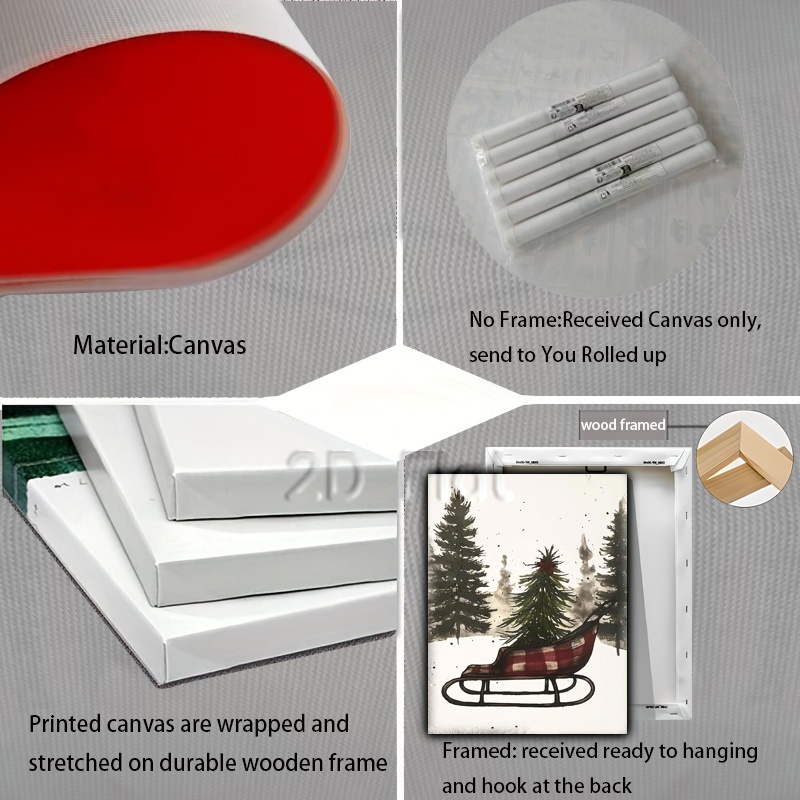 Material:Canvas
No Frame:Received Canvas only,
send to You Rolled up
2D Flat
wood framed
Printed canvas are wrapped and
stretched on durable wooden frame
Framed: received ready to hanging
and hook at the back